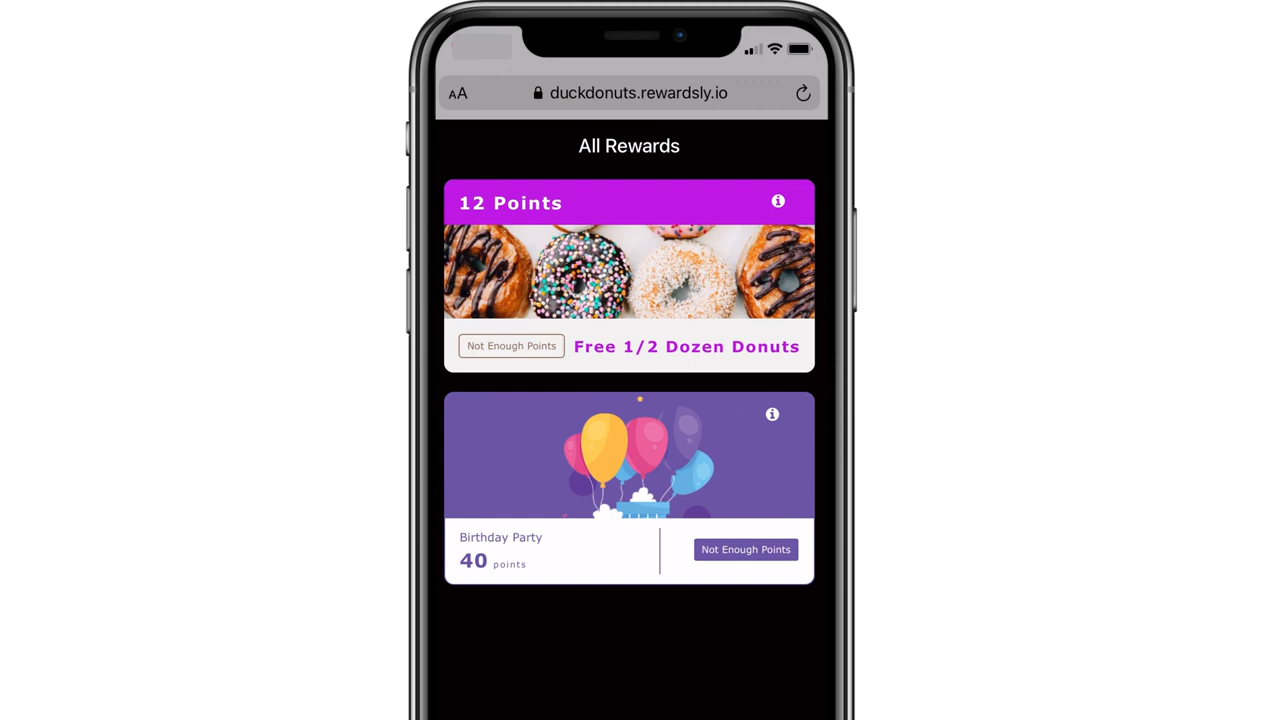 AA duckdonuts.rewardsly.io
All Rewards
12 Points
Not Enough Points Free 1/2 Dozen Donuts
Birthday Party
40 points
Not Enough Points